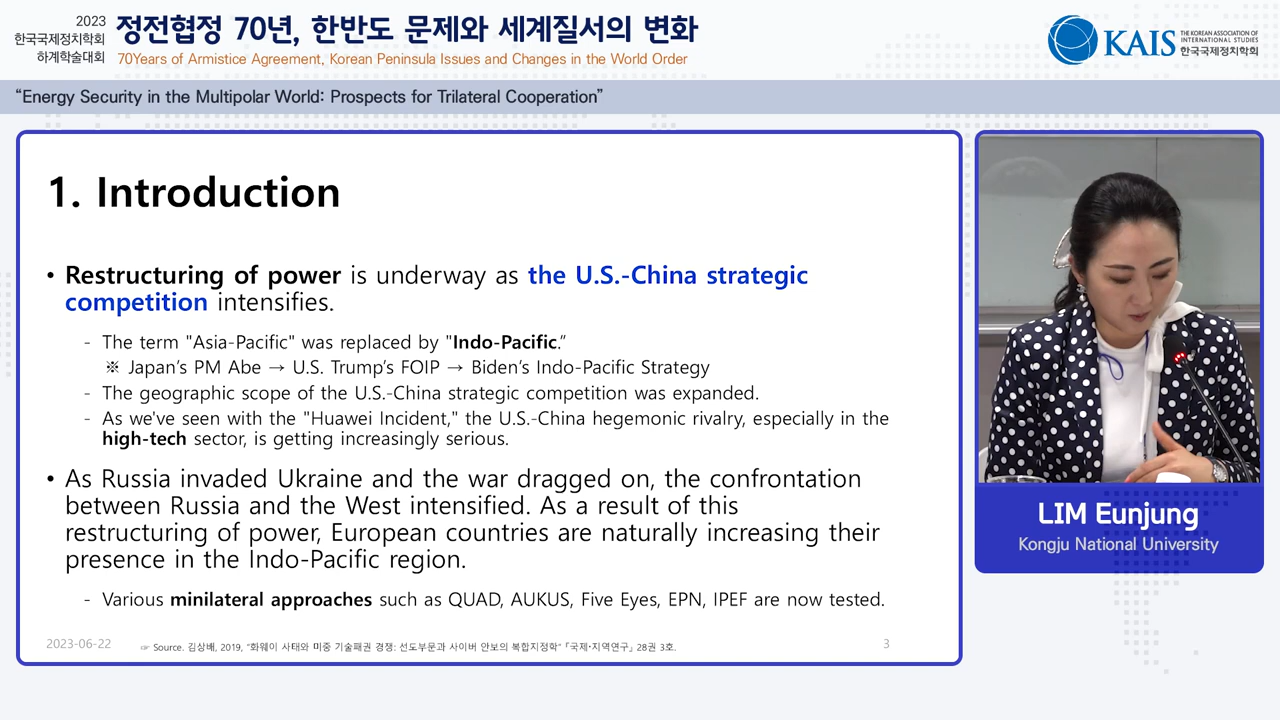 2023
한국국제정치학회
하계학술대회
정전협정 70년, 한반도 문제와 세계질서의 변화
70Years of Armistice Agreement, Korean Peninsula Issues and Changes in the World Order
KAIS
THE KOREAN ASSOCIATION OF
INTERNATIONAL STUDIES
한국국제정치학회
“Energy Security in the Multipolar World: Prospects for Trilateral Cooperation”
1. Introduction
• Restructuring of power is underway as the U.S.-China strategic
competition intensifies.
- The term "Asia-Pacific" was replaced by "Indo-Pacific.”
※ Japan’s PM Abe → U.S. Trump’s FOIP → Biden’s Indo-Pacific Strategy
- The geographic scope of the U.S.-China strategic competition was expanded.
- As we've seen with the "Huawei Incident," the U.S.-China hegemonic rivalry, especially in the
high-tech sector, is getting increasingly serious.
• As Russia invaded Ukraine and the war dragged on, the confrontation
between Russia and the West intensified. As a result of this
restructuring of power, European countries are naturally increasing their
presence in the Indo-Pacific region.
- Various minilateral approaches such as QUAD, AUKUS, Five Eyes, EPN, IPEF are now tested.
2023-06-22
☞ Source. 김상배, 2019, “화웨이 사태와 미중 기술패권 경쟁: 선도부문과 사이버 안보의 복합지정학” 「국제·지역연구」 28권 3호.
3
LIM Eunjung
Kongju National University